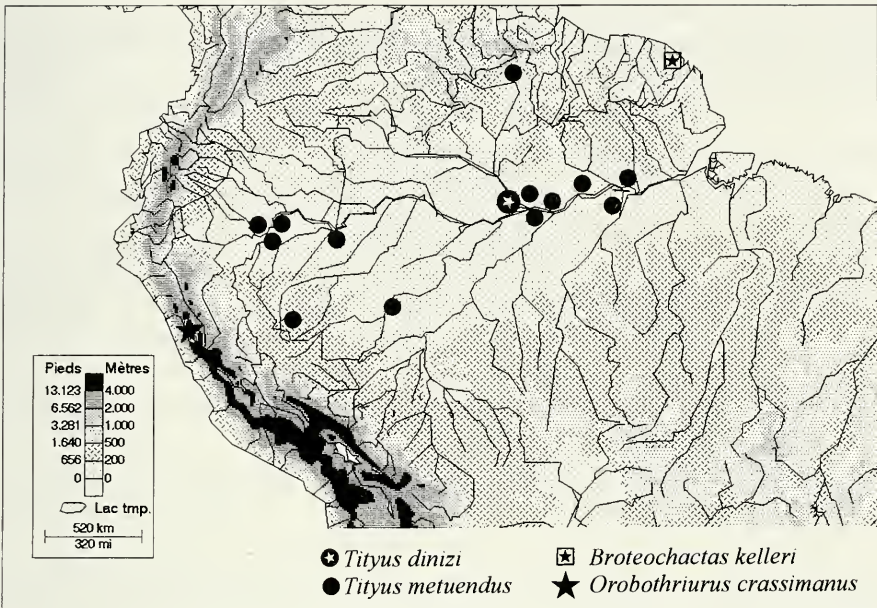 Pieds Mètres
13.123 4.000
6.562 2.000
3.281 1.000
1.640 500
656 200
0 0
Lac tmp.
520 km
320 mi
Tityus dinizi
Tityus metuendus
Broteochactas kelleri
Orobothriurus crassimanus